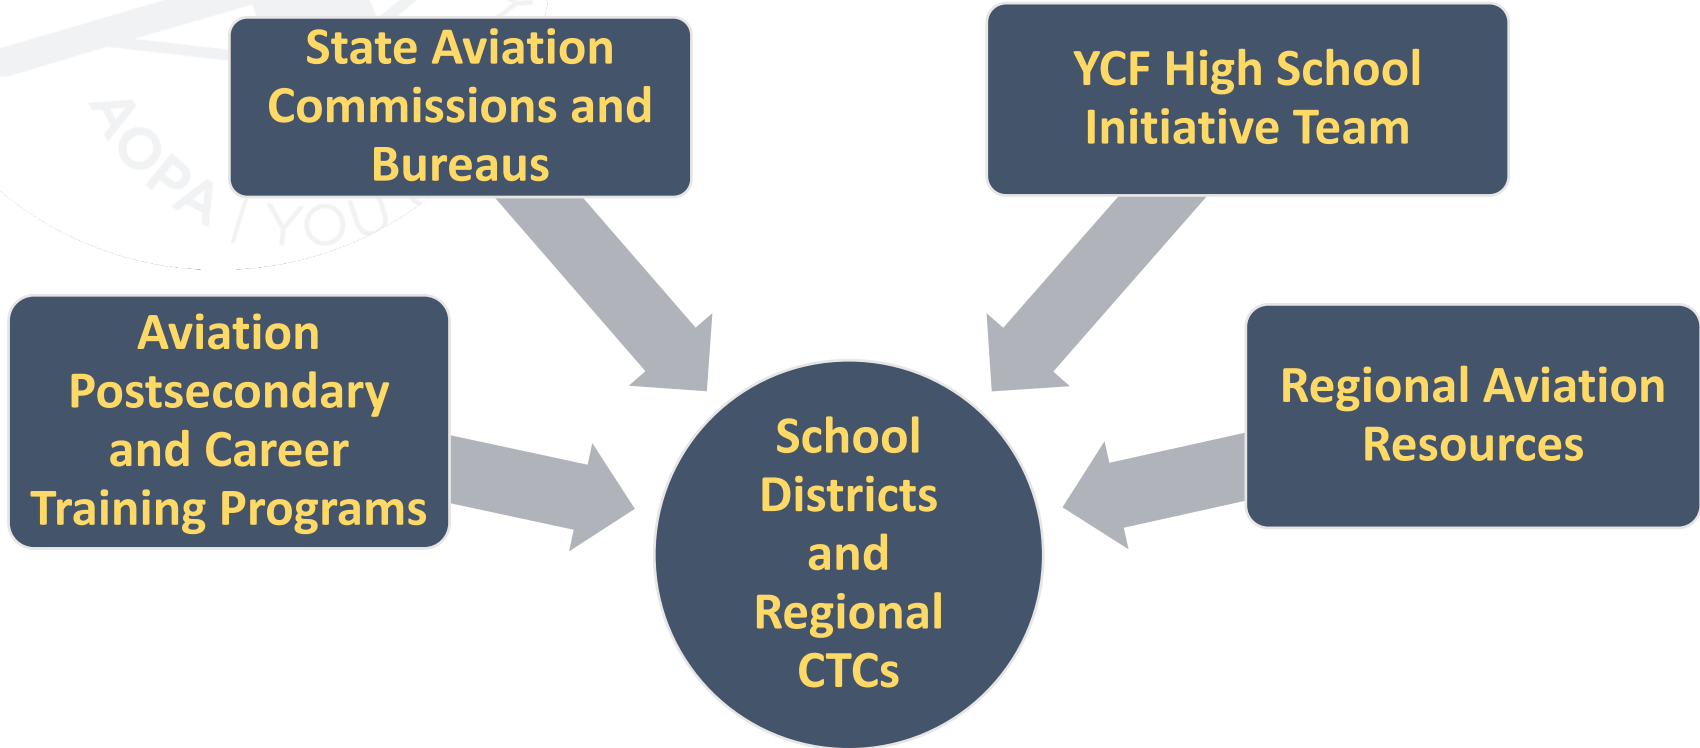 State Aviation
Commissions and
Bureaus
YCF High School
Initiative Team
AOPA | YOU
Aviation
Postsecondary
and Career
Training Programs
Regional Aviation
Resources
School
Districts
and
Regional
CTCs